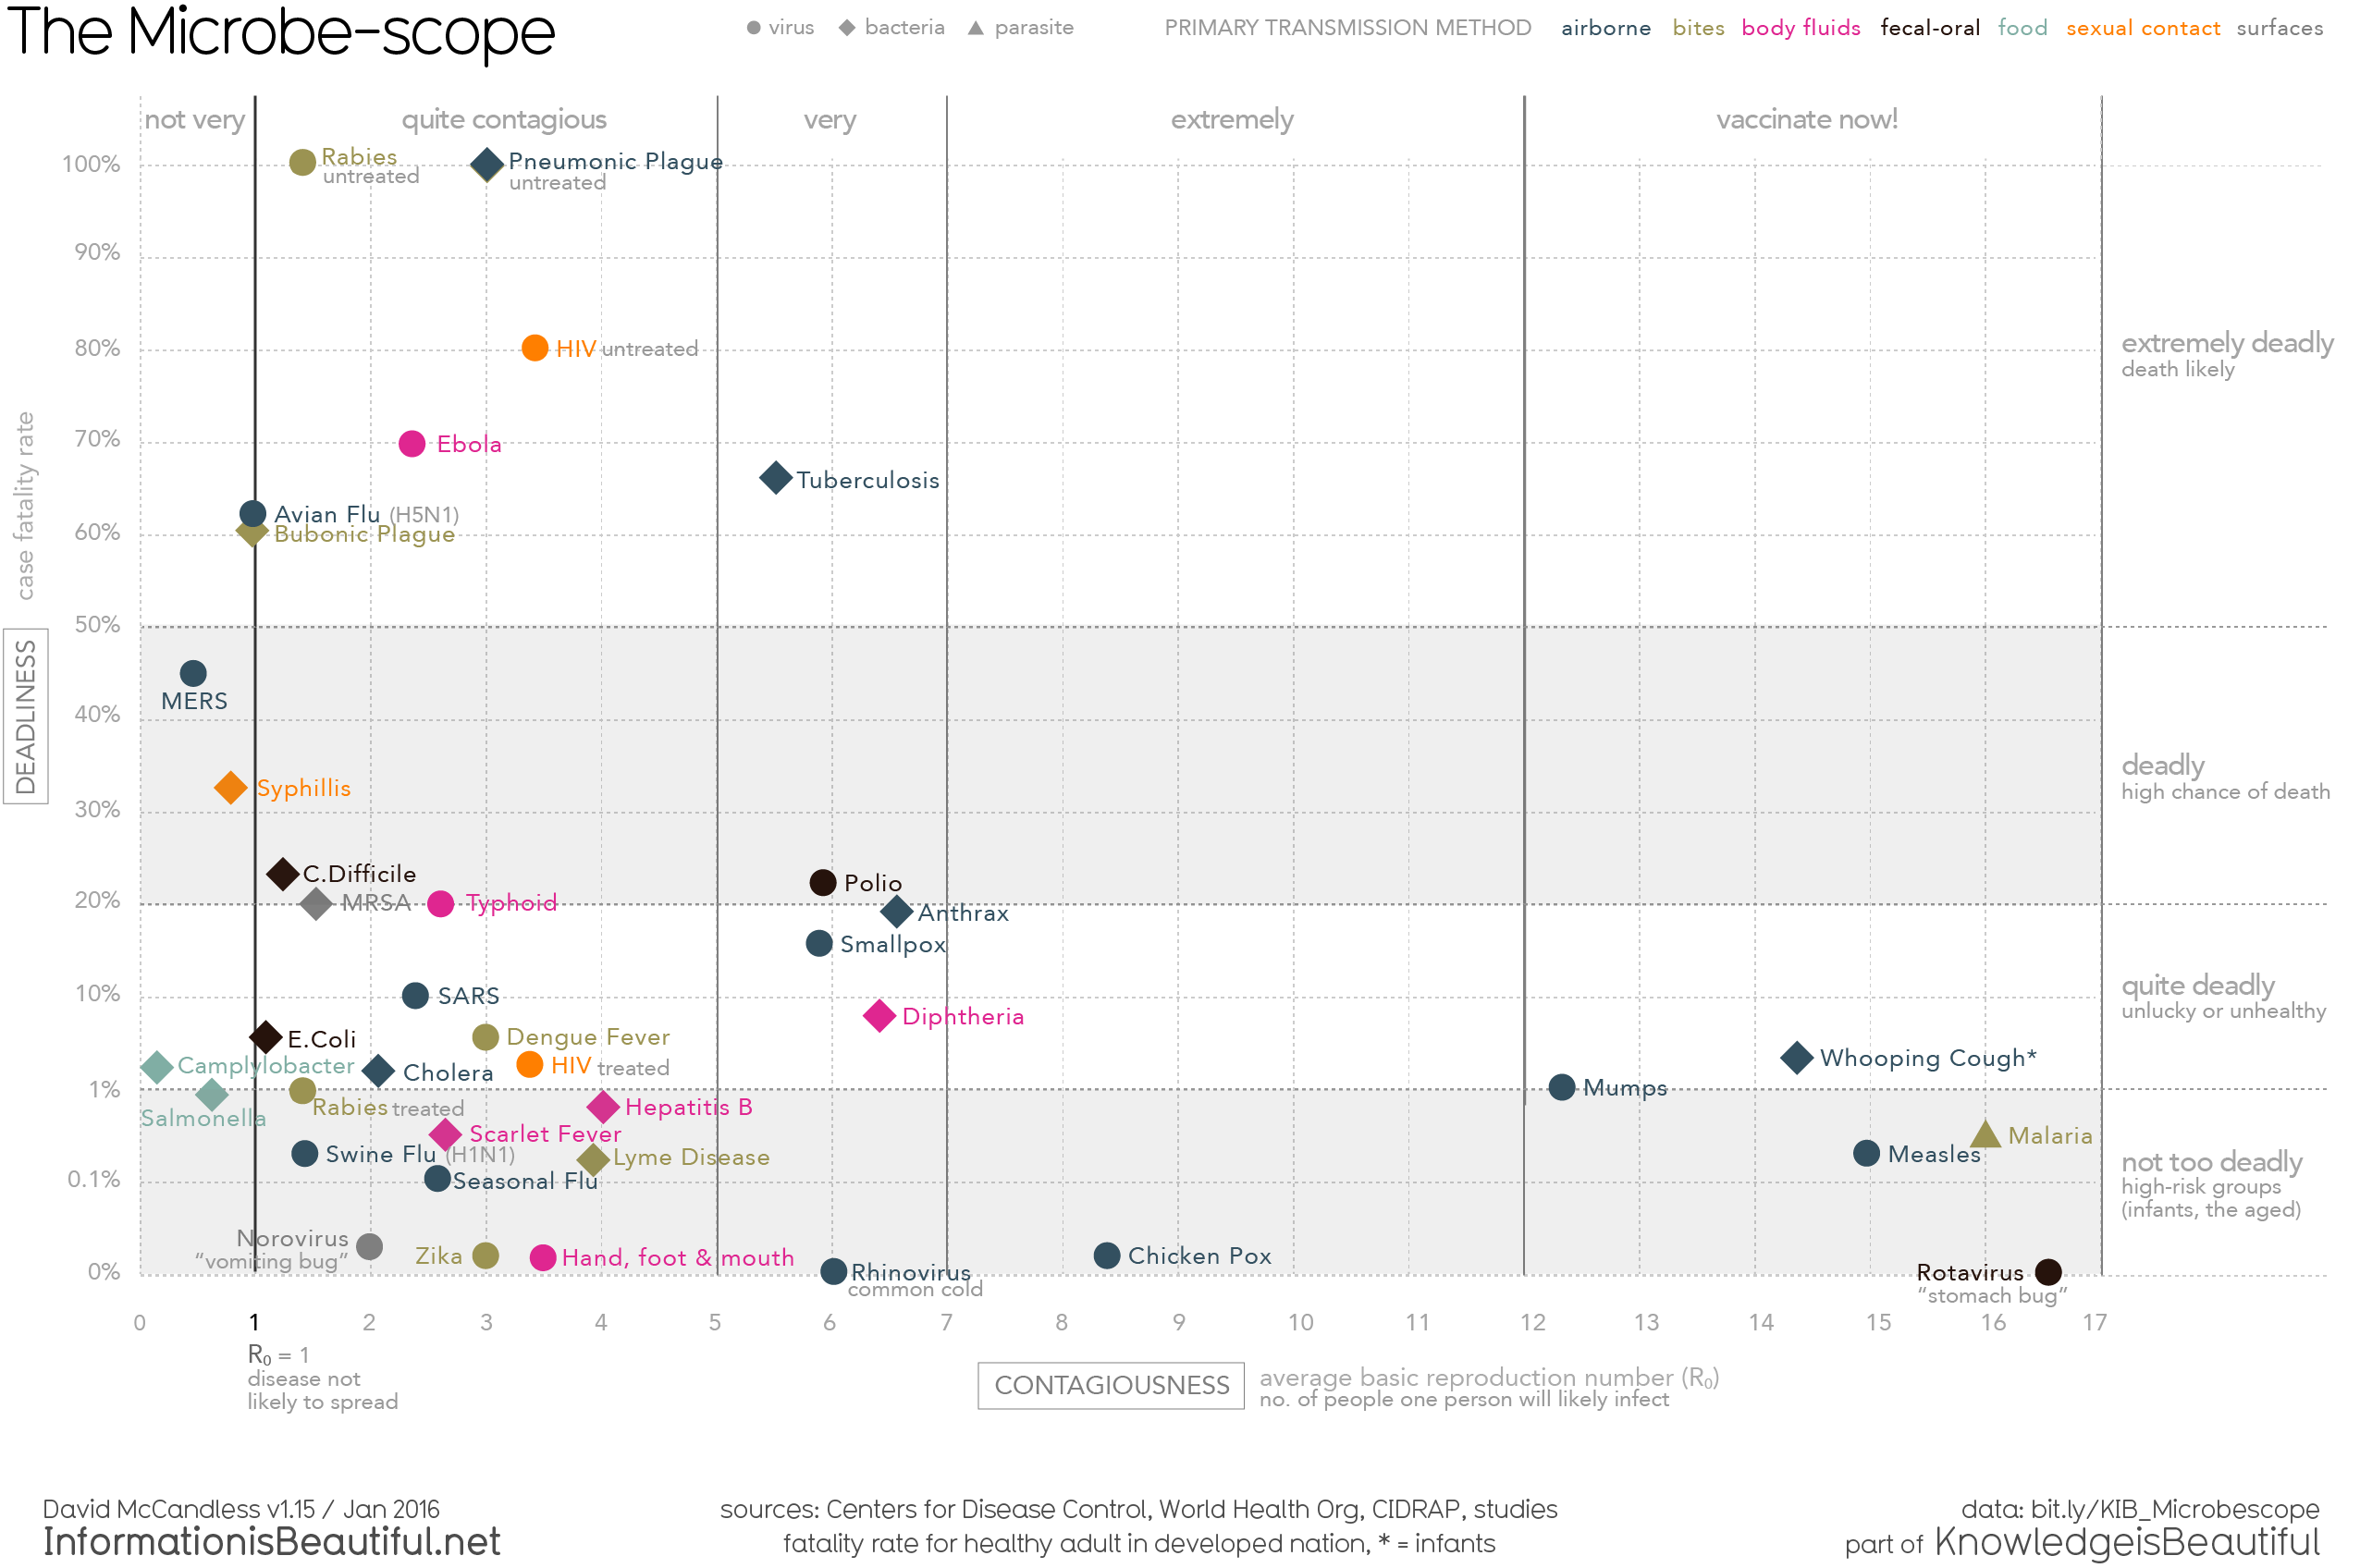 The Microbe-scope
virus bacteria parasite PRIMARY TRANSMISSION METHOD airborne bites body fluids fecal-oral food sexual contact surfaces
not very quite contagious very extremely vaccinate now!
100%
Rabies
untreated
Pneumonic Plague
untreated
90%
80%
HIV untreated
extremely deadly
death likely
case fatality rate
70%
Ebola
Tuberculosis
Avian Flu (H5N1)
60%
Bubonic Plague
50%
DEADLINESS
MERS
40%
deadly
high chance of death
Syphillis
30%
C.Difficile
Polio
20%
MRSA
Typhoid
Anthrax
Smallpox
quite deadly
unlucky or unhealthy
10%
SARS
Diphtheria
E.Coli
Dengue Fever
Camplylobacter
Cholera
HIV treated
Whooping Cough*
1%
Mumps
Salmonella
Rabies treated
Hepatitis B
Scarlet Fever
Malaria
Swine Flu (H1N1)
Lyme Disease
Measles
not too deadly
high-risk groups
(infants, the aged)
0.1%
Seasonal Flu
Norovirus
"vomiting bug"
Zika
Hand, foot & mouth
Chicken Pox
0%
Rhinovirus
common cold
Rotavirus
"stomach bug"
0 1 2 3 4 5 6 7 8 9 10 11 12 13 14 15 16 17
R₀ = 1
disease not
likely to spread
CONTAGIOUSNESS
average basic reproduction number (R₀)
no. of people one person will likely infect
David McCandless v1.15 / Jan 2016
InformationisBeautiful.net
sources: Centers for Disease Control, World Health Org, CIDRAP, studies
fatality rate for healthy adult in developed nation, * = infants
data: bit.ly/KIB_Microbescope
part of KnowledgeisBeautiful